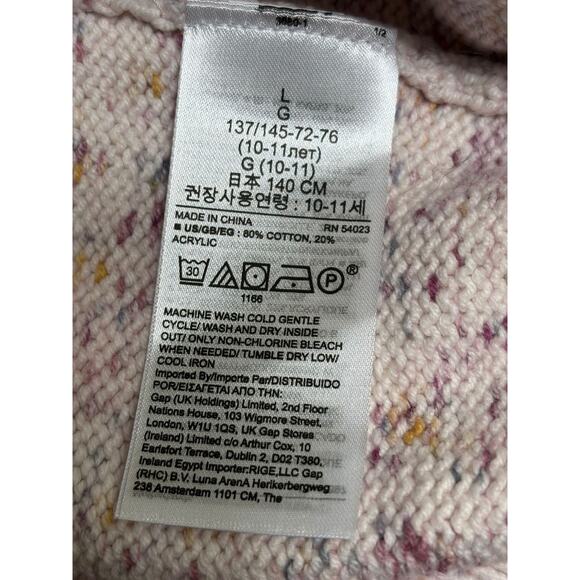 3680-1
1/2
L
G
137/145-72-76
(10-11лет)
G (10-11)
日本 140 CM
권장사용연령 : 10-11세
MADE IN CHINA
RN 54023
■ US/GB/EG : 80% COTTON, 20%
ACRYLIC
30
P
®
1166
MACHINE WASH COLD GENTLE
CYCLE/ WASH AND DRY INSIDE
OUT/ ONLY NON-CHLORINE BLEACH
WHEN NEEDED/ TUMBLE DRY LOW/
COOL IRON
Imported By/Importe Par/DISTRIBUIDO
POR/ΕΙΣΑΓΕΤΑΙ ΑΠΟ ΤΗΝ:
Gap (UK Holdings) Limited, 2nd Floor
Nations House, 103 Wigmore Street,
London, W1U 1QS, UK Gap Stores
(Ireland) Limited c/o Arthur Cox, 10
Earlsfort Terrace, Dublin 2, D02 T380,
Ireland Egypt Importer:RIGE,LLC Gap
(RHC) B.V. Luna ArenA Herikerbergweg
238 Amsterdam 1101 CM, The